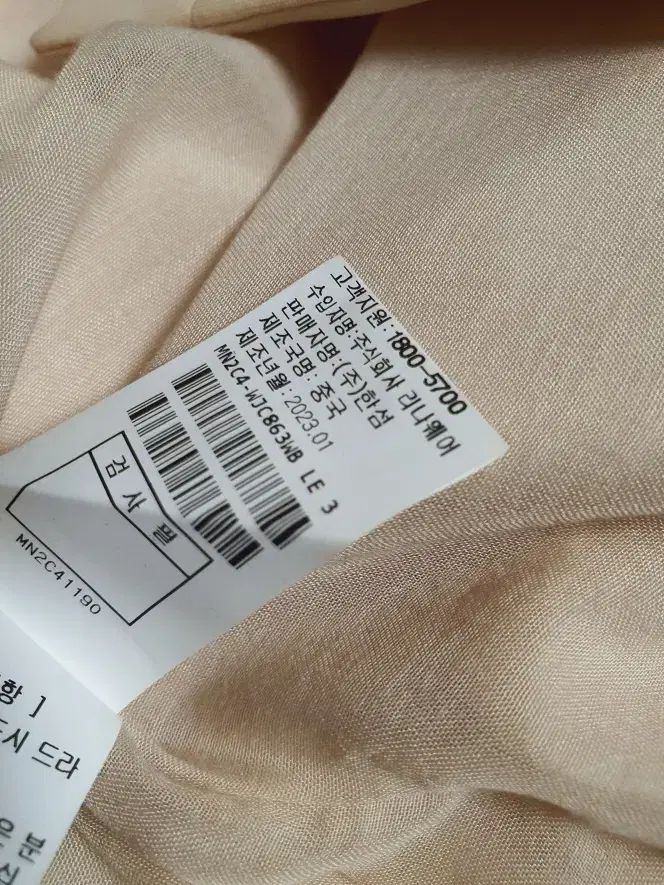 고객지원: 1800-5700
수입자명:주식회사 리나웨어
판매자명:(주)한섬
제조국명: 중국
제조년월: 2023.01
MN2C4-WJC863WB LE 3
검 사 필
MN2C41190
항 ]
시 드라
분